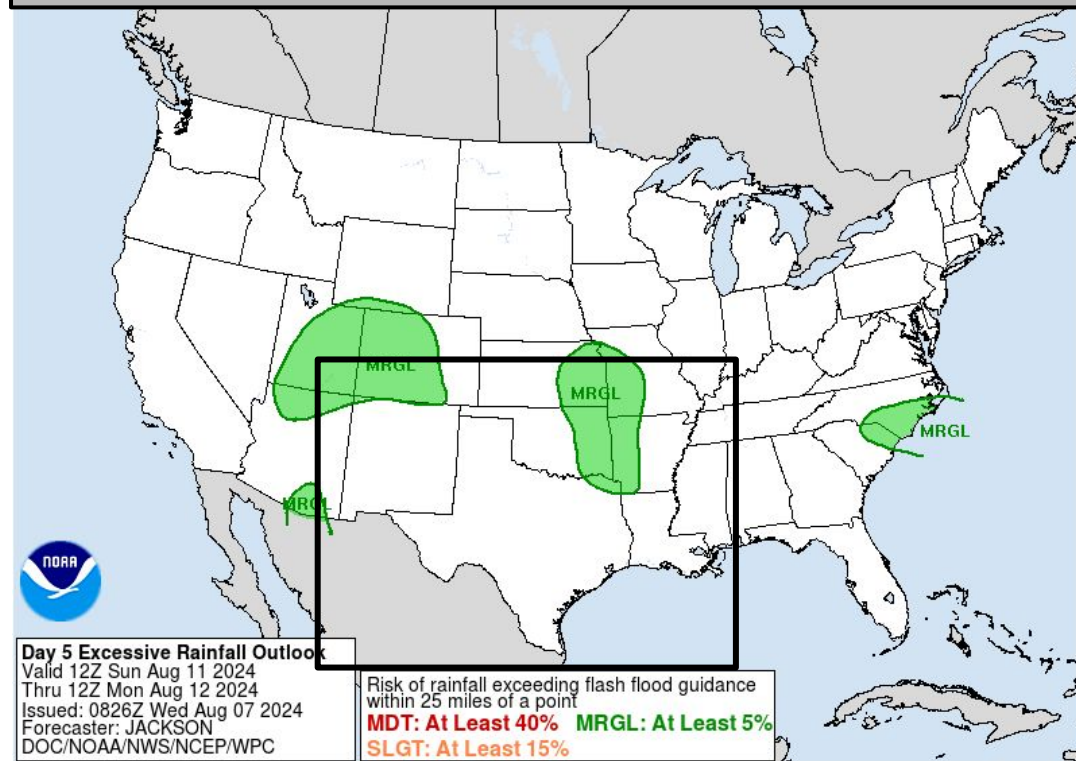 MRGL
MRGL
MRGL
MRGL
NOAA
Day 5 Excessive Rainfall Outlook
Valid 12Z Sun Aug 11 2024
Thru 12Z Mon Aug 12 2024
Issued: 0826Z Wed Aug 07 2024
Forecaster: JACKSON
DOC/NOAA/NWS/NCEP/WPC
Risk of rainfall exceeding flash flood guidance
within 25 miles of a point
MDT: At Least 40% MRGL: At Least 5%
SLGT: At Least 15%